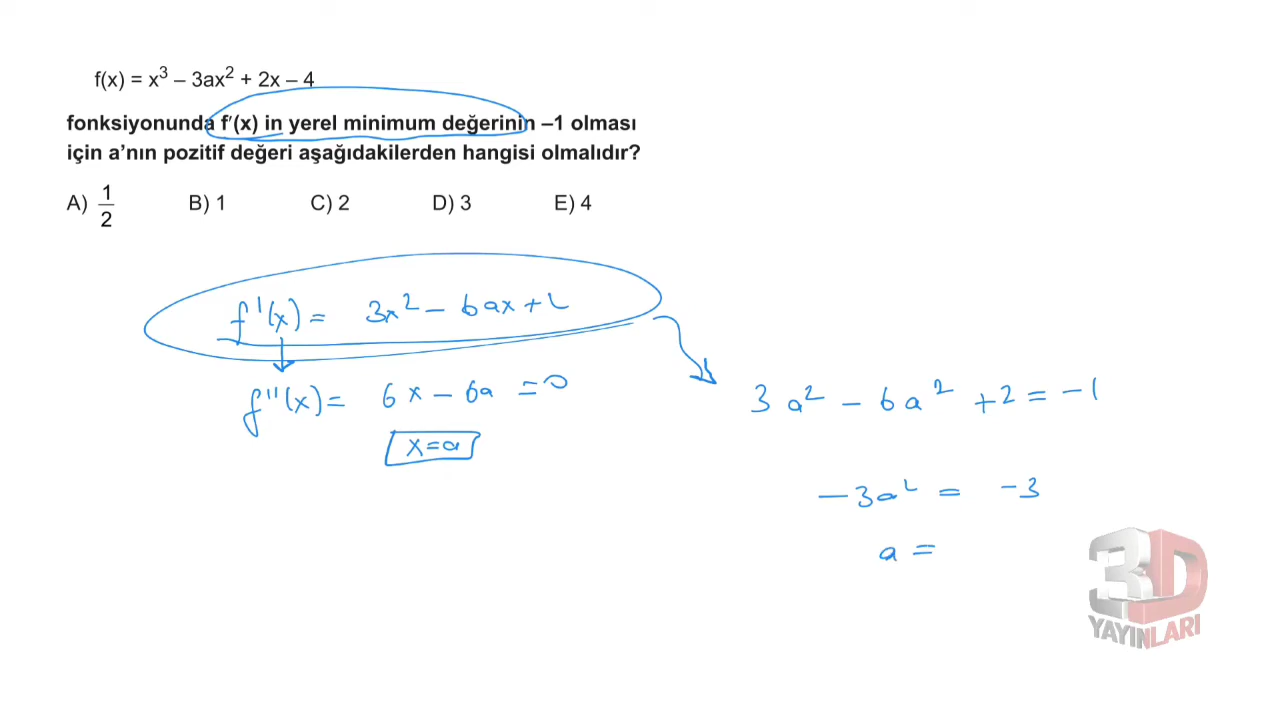 f(x) = x³ – 3ax² + 2x – 4
fonksiyonunda f′(x) in yerel minimum değerinin –1 olması
için a’nın pozitif değeri aşağıdakilerden hangisi olmalıdır?
A) 1/2 B) 1 C) 2 D) 3 E) 4
f'(x) = 3x² – 6ax + 2
f''(x) = 6x – 6a = 0
x = a
3a² – 6a² + 2 = –1
–3a² = –3
a =
3D
YAYINLARI